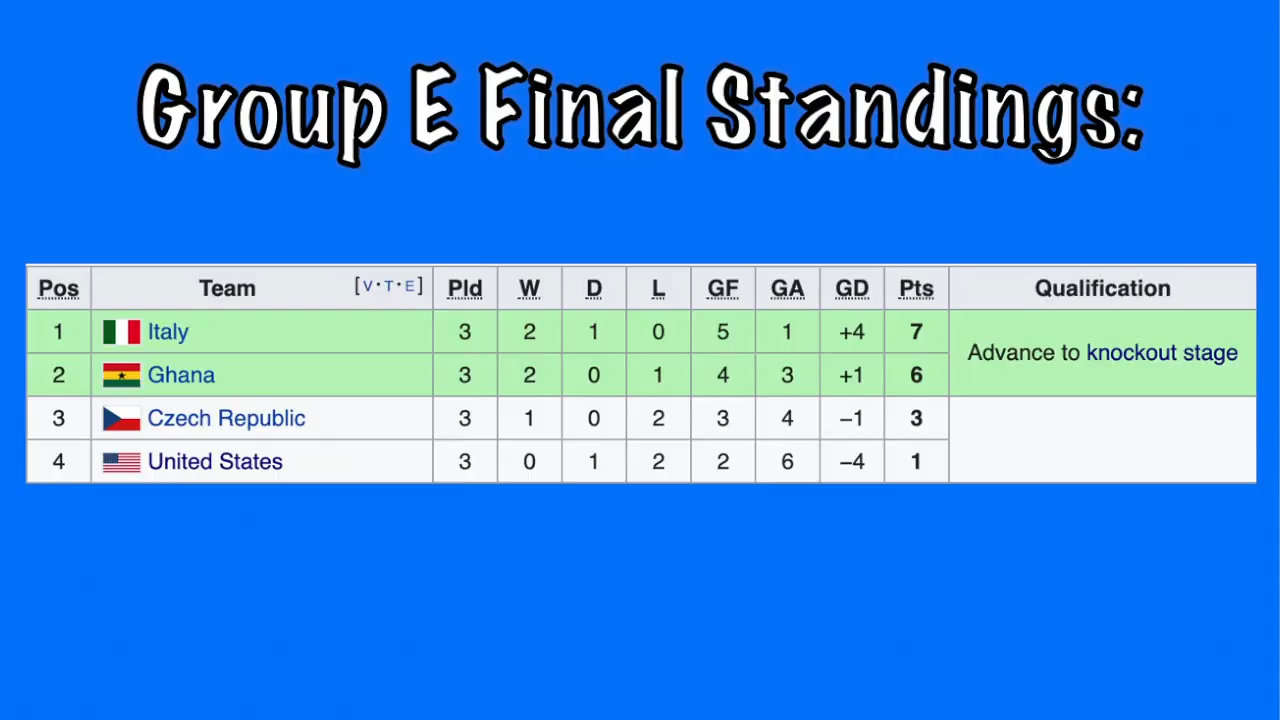 Group E Final Standings:
Pos Team [V·T·E] Pld W D L GF GA GD Pts Qualification
1 Italy 3 2 1 0 5 1 +4 7 Advance to knockout stage
2 Ghana 3 2 0 1 4 3 +1 6
3 Czech Republic 3 1 0 2 3 4 −1 3
4 United States 3 0 1 2 2 6 −4 1